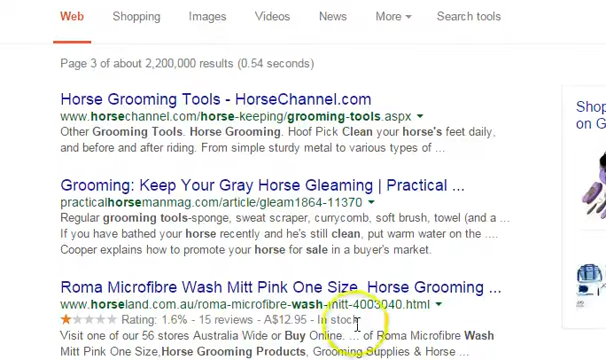 Web Shopping Images Videos News More Search tools
Page 3 of about 2,200,000 results (0.54 seconds)
Horse Grooming Tools - HorseChannel.com
www.horsechannel.com/horse-keeping/grooming-tools.aspx
Other Grooming Tools. Horse Grooming. Hoof Pick Clean your horse's feet daily,
and before and after riding. From simple sturdy metal to various types of ...
Shop
on G
Grooming: Keep Your Gray Horse Gleaming | Practical ...
practicalhorsemanmag.com/article/gleam1864-11370
Regular grooming tools-sponge, sweat scraper, currycomb, soft brush, towel (and a ...
If you have bathed your horse recently and he's still clean, put warm water on the ....
Cooper explains how to promote your horse for sale in a buyer's market.
Roma Microfibre Wash Mitt Pink One Size, Horse Grooming ...
www.horseland.com.au/roma-microfibre-wash-mitt-4003040.html
Rating: 1.6% - 15 reviews - A$12.95 - In stock
Visit one of our 56 stores Australia Wide or Buy Online. ... of Roma Microfibre Wash
Mitt Pink One Size,Horse Grooming Products, Grooming Supplies & Horse ...